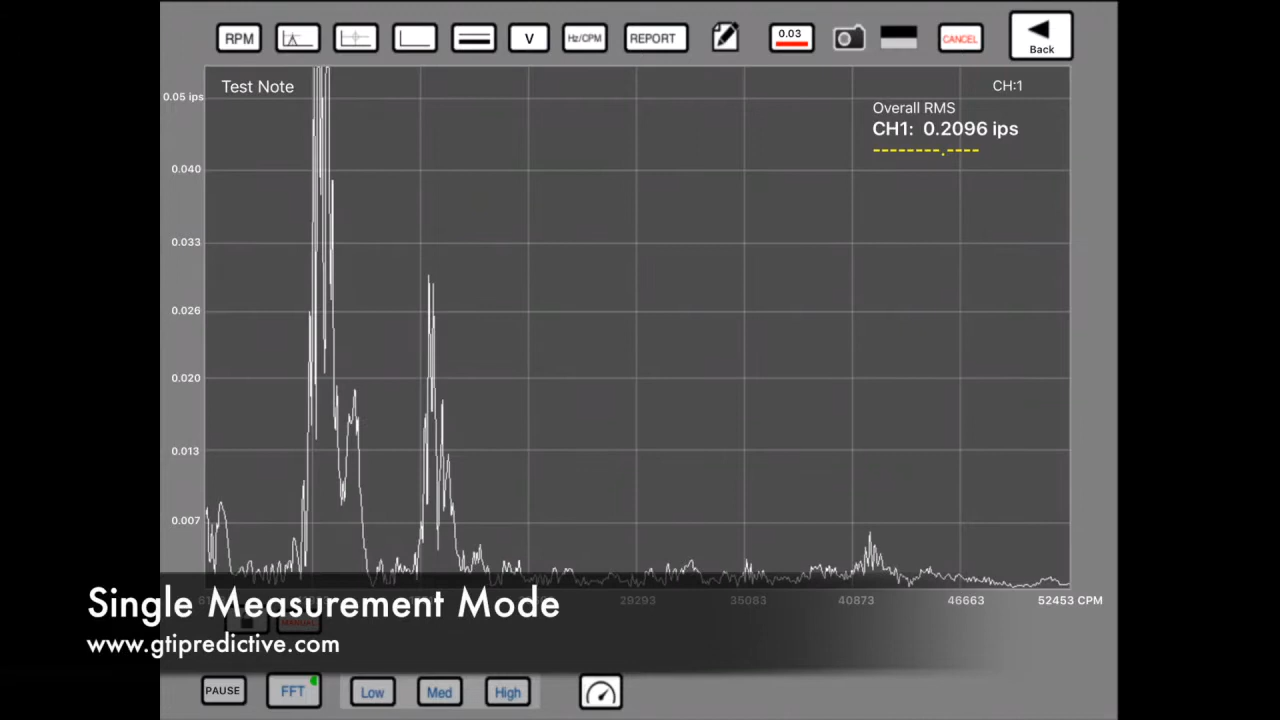 RPM
V
Hz/CPM
REPORT
0.03
CANCEL
Back
Test Note
CH:1
0.05 ips
Overall RMS
CH1: 0.2096 ips
0.040
0.033
0.026
0.020
0.013
0.007
29293
35083
40873
46663
52453 CPM
Single Measurement Mode
MANUAL
www.gtipredictive.com
PAUSE
FFT
Low
Med
High